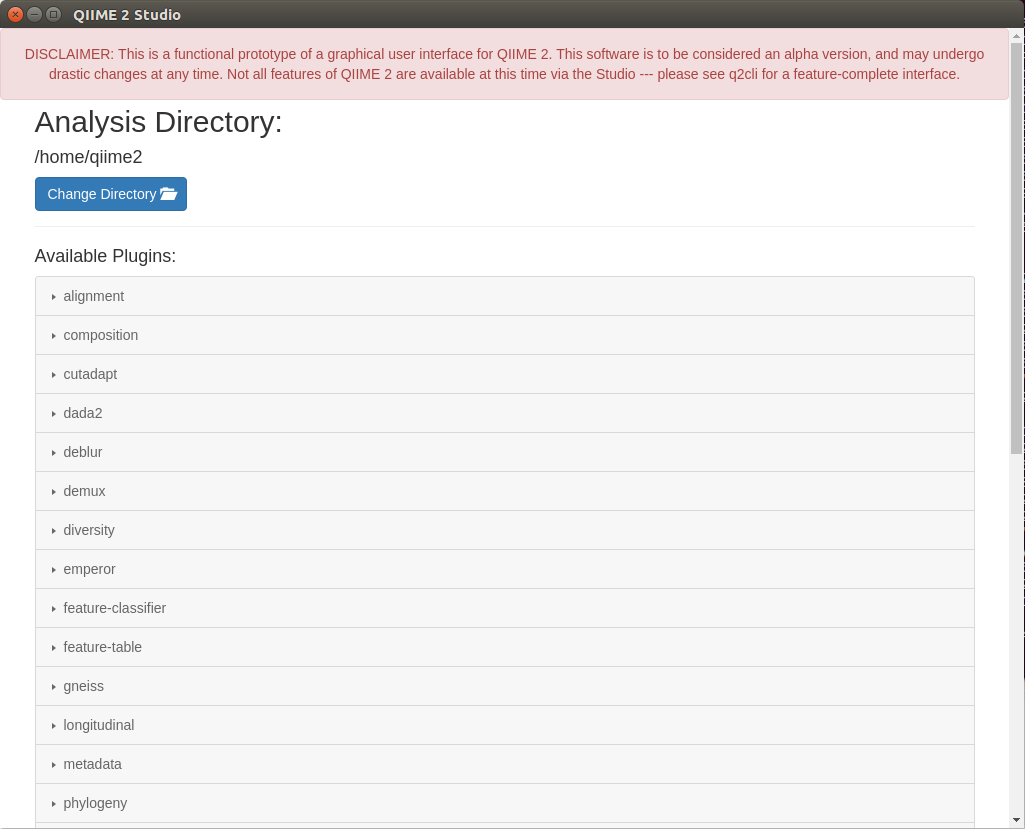 QIIME 2 Studio
DISCLAIMER: This is a functional prototype of a graphical user interface for QIIME 2. This software is to be considered an alpha version, and may undergo
drastic changes at any time. Not all features of QIIME 2 are available at this time via the Studio --- please see q2cli for a feature-complete interface.
Analysis Directory:
/home/qiime2
Change Directory
Available Plugins:
alignment
composition
cutadapt
dada2
deblur
demux
diversity
emperor
feature-classifier
feature-table
gneiss
longitudinal
metadata
phylogeny